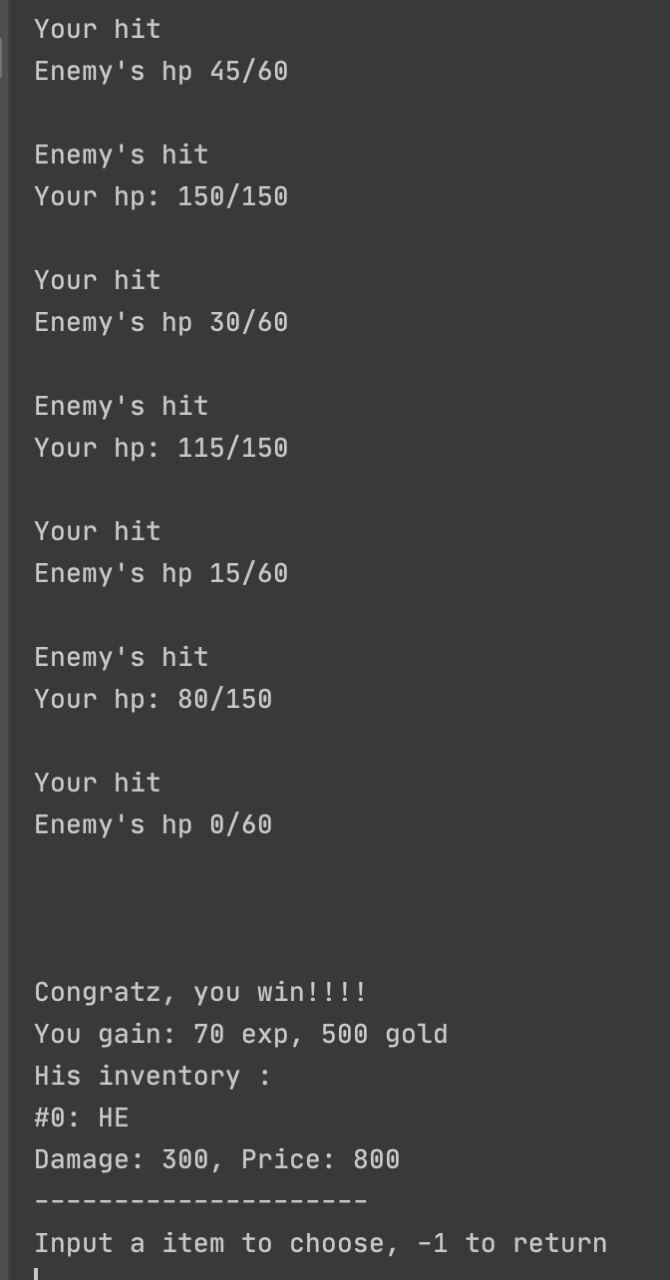 Your hit
Enemy's hp 45/60
Enemy's hit
Your hp: 150/150
Your hit
Enemy's hp 30/60
Enemy's hit
Your hp: 115/150
Your hit
Enemy's hp 15/60
Enemy's hit
Your hp: 80/150
Your hit
Enemy's hp 0/60
Congratz, you win!!!!
You gain: 70 exp, 500 gold
His inventory :
#0: HE
Damage: 300, Price: 800
---------------------
Input a item to choose, -1 to return